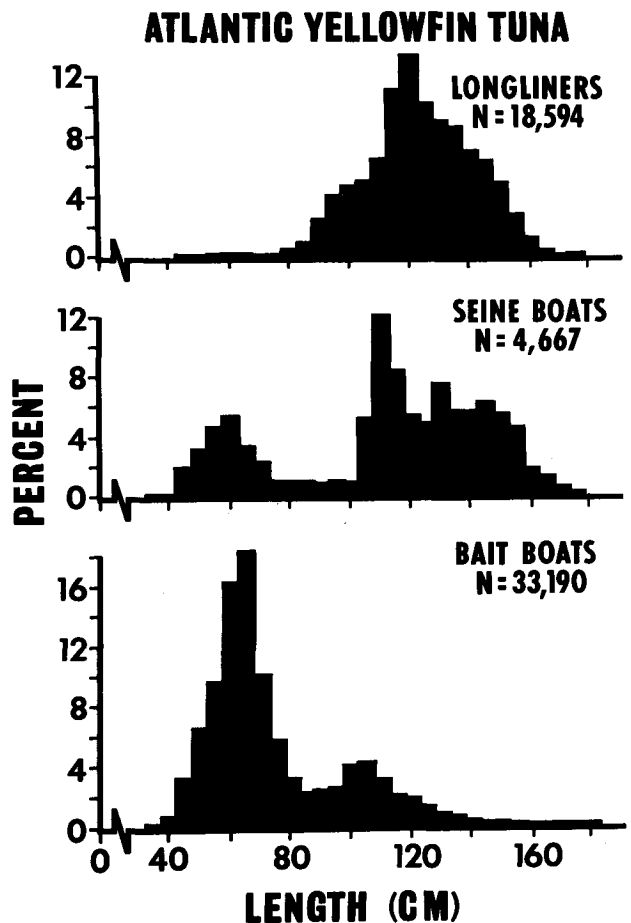 ATLANTIC YELLOWFIN TUNA
LONGLINERS
N=18,594
12
8
4
0
SEINE BOATS
N=4,667
12
8
4
0
PERCENT
BAIT BOATS
N=33,190
16
12
8
4
0
0 40 80 120 160
LENGTH (CM)